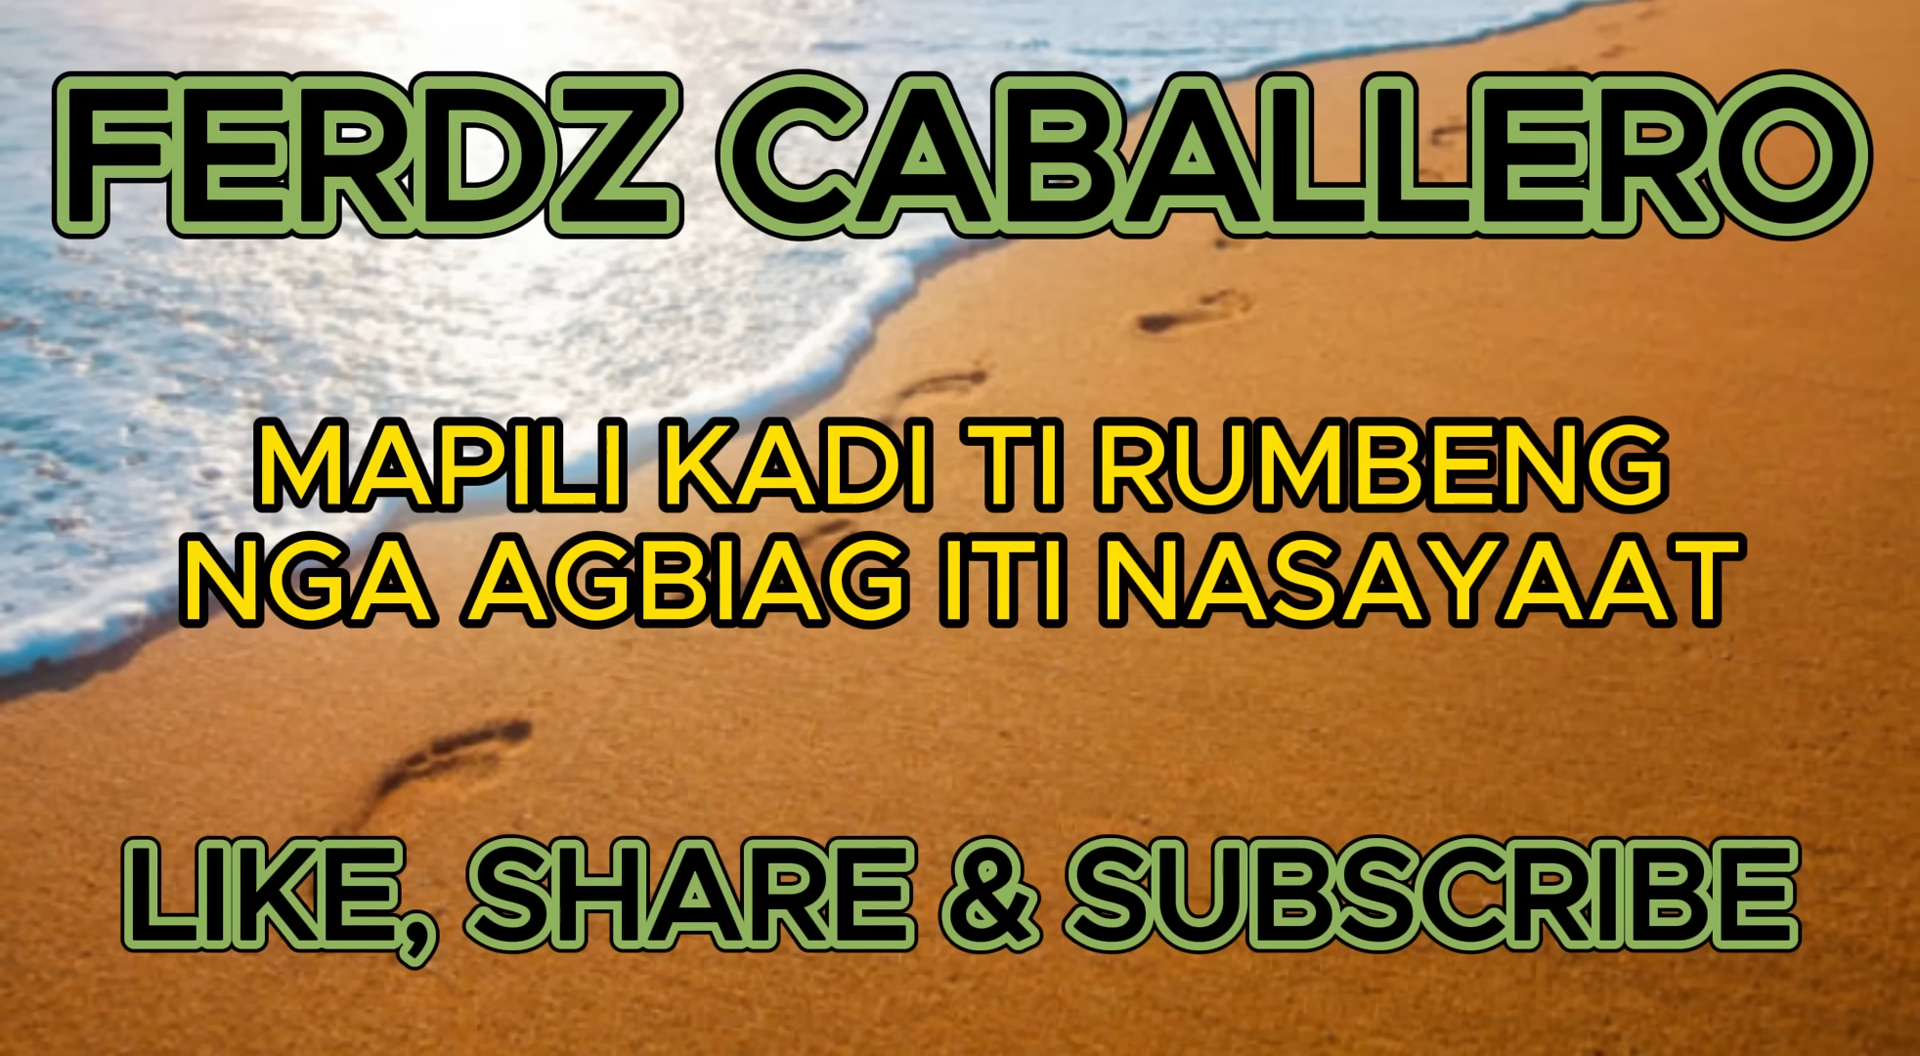 FERDZ CABALLERO
MAPILI KADI TI RUMBENG
NGA AGBIAG ITI NASAYAAT
LIKE, SHARE & SUBSCRIBE